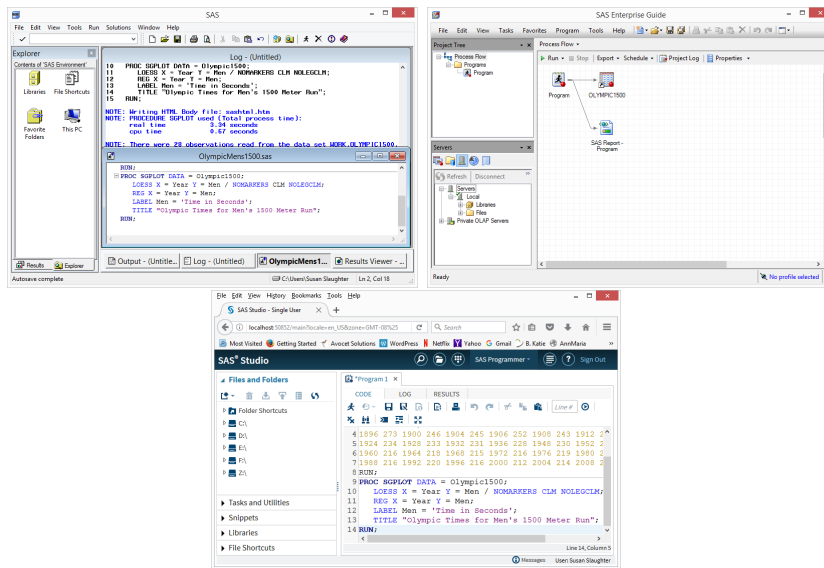 SAS
File Edit View Tools Run Solutions Window Help
Explorer
Contents of 'SAS Environment'
Libraries File Shortcuts
Favorite Folders This PC
Results Explorer
Log - (Untitled)
10 PROC SGPLOT DATA = Olympic1500;
11 LOESS X = Year Y = Men / NOMARKERS CLM NOLEGCLM;
12 REG X = Year Y = Men;
13 LABEL Men = 'Time in Seconds';
14 TITLE "Olympic Times for Men's 1500 Meter Run";
15 RUN;
NOTE: Writing HTML Body file: sashtml.htm
NOTE: PROCEDURE SGPLOT used (Total process time):
real time 3.34 seconds
cpu time 0.67 seconds
NOTE: There were 28 observations read from the data set WORK.OLYMPIC1500.
OlympicMens1500.sas
RUN;
PROC SGPLOT DATA = Olympic1500;
LOESS X = Year Y = Men / NOMARKERS CLM NOLEGCLM;
REG X = Year Y = Men;
LABEL Men = 'Time in Seconds';
TITLE "Olympic Times for Men's 1500 Meter Run";
RUN;
Output - (Untitle... Log - (Untitled) OlympicMens1... Results Viewer - ...
Autosave complete C:\Users\Susan Slaughter Ln 2, Col 18
SAS Enterprise Guide
File Edit View Tasks Favorites Program Tools Help
Project Tree
Process Flow
Programs
Program
Servers
Refresh Disconnect
Servers
Local
Libraries
Files
Private OLAP Servers
Process Flow
Run Stop Export Schedule Project Log Properties
Program OLYMPIC1500
SAS Report - Program
Ready No profile selected
File Edit View History Bookmarks Tools Help
SAS Studio - Single User
localhost:50852/main?locale=en_US&zone=GMT-08%25 Search
Most Visited Getting Started Avocet Solutions WordPress Netflix Yahoo Gmail B. Katie AnnMaria
SAS® Studio SAS Programmer Sign Out
Files and Folders
Folder Shortcuts
C:\
D:\
E:\
F:\
Z:\
Tasks and Utilities
Snippets
Libraries
File Shortcuts
*Program 1
CODE LOG RESULTS
Line #
4 1896 273 1900 246 1904 245 1906 252 1908 243 1912 2
5 1924 234 1928 233 1932 231 1936 228 1948 230 1952 2
6 1960 216 1964 218 1968 215 1972 216 1976 219 1980 2
7 1988 216 1992 220 1996 216 2000 212 2004 214 2008 2
8 RUN;
9 PROC SGPLOT DATA = Olympic1500;
10 LOESS X = Year Y = Men / NOMARKERS CLM NOLEGCLM;
11 REG X = Year Y = Men;
12 LABEL Men = 'Time in Seconds';
13 TITLE "Olympic Times for Men's 1500 Meter Run";
14 RUN;
Line 14, Column 5
Messages User: Susan Slaughter